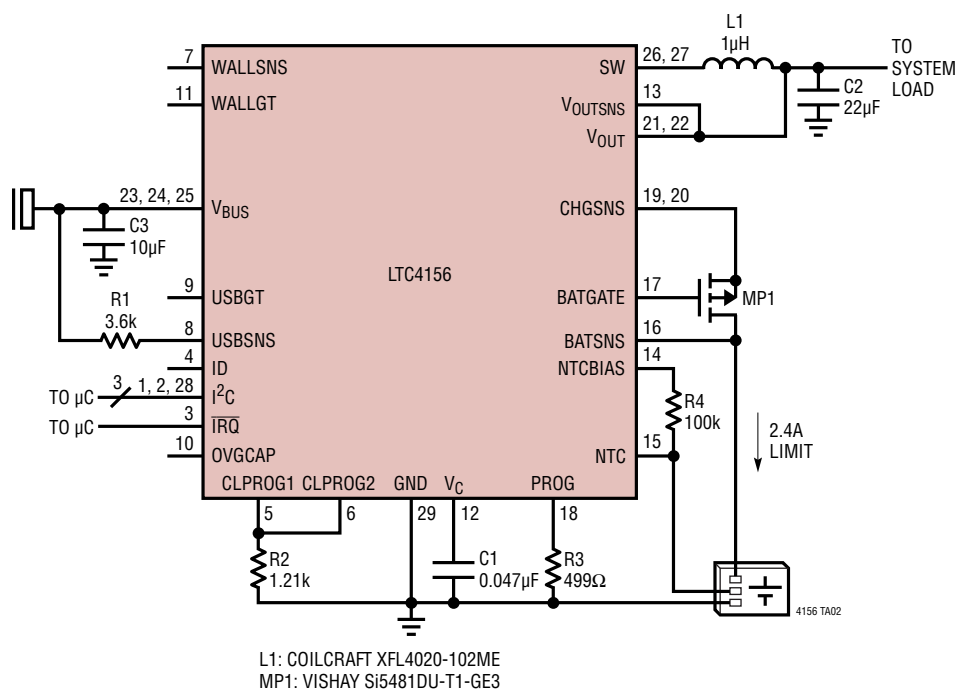 L1
1µH
TO
SYSTEM
LOAD
C2
22µF
7
WALLSNS
SW
26, 27
11
WALLGT
VOUTSNS
13
VOUT
21, 22
23, 24, 25
VBUS
CHGSNS
19, 20
C3
10µF
LTC4156
9
USBGT
BATGATE
17
MP1
R1
3.6k
8
USBSNS
BATSNS
16
4
ID
NTCBIAS
14
TO µC
3
1, 2, 28
I2C
R4
100k
TO µC
3
IRQ
2.4A
LIMIT
10
OVGCAP
NTC
15
CLPROG1
CLPROG2
GND
VC
PROG
5
6
29
12
18
R2
1.21k
C1
0.047µF
R3
499Ω
4156 TA02
L1: COILCRAFT XFL4020-102ME
MP1: VISHAY Si5481DU-T1-GE3